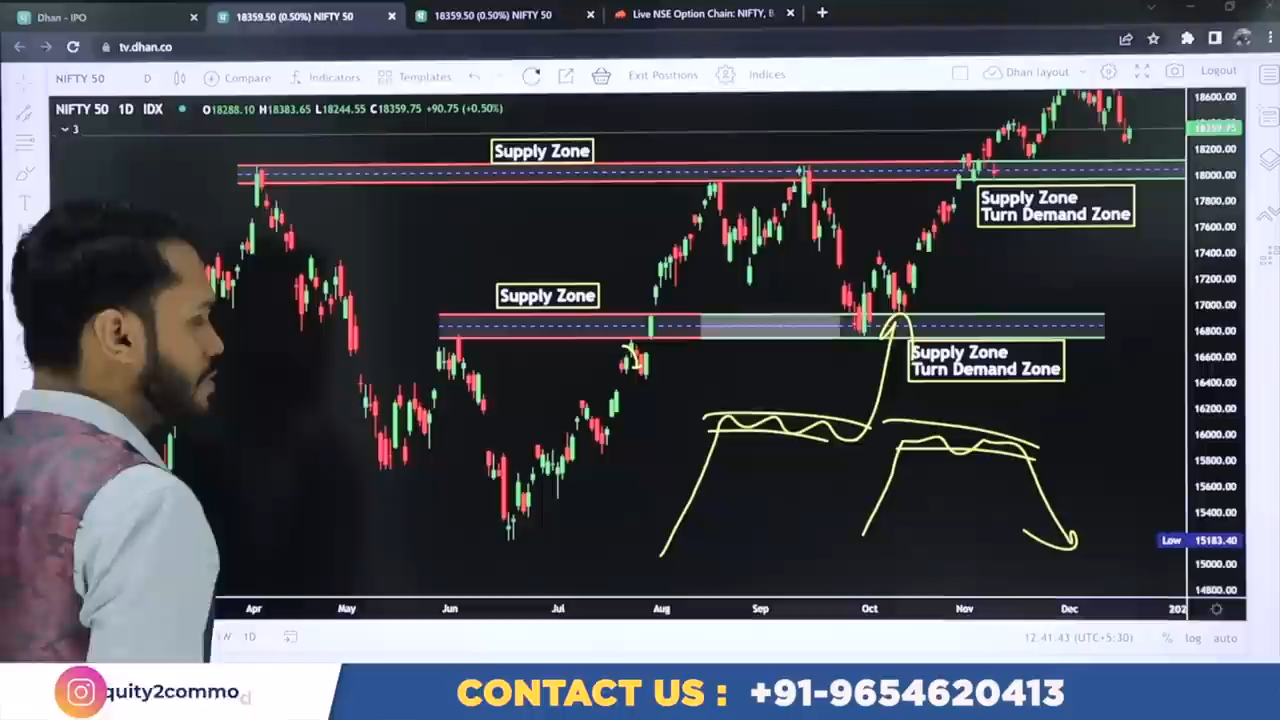 Dhan - IPO
18359.50 (0.50%) NIFTY 50
18359.50 (0.50%) NIFTY 50
Live NSE Option Chain: NIFTY, B
tv.dhan.co
NIFTY 50 D Compare Indicators Templates Exit Positions Indices Dhan layout Logout
NIFTY 50 1D IDX O18288.10 H18383.65 L18244.55 C18359.75 +90.75 (+0.50%)
3
18600.00
18359.75
18200.00
18000.00
17800.00
17600.00
17400.00
17200.00
17000.00
16800.00
16600.00
16400.00
16200.00
16000.00
15800.00
15600.00
15400.00
Low 15183.40
15000.00
14800.00
Supply Zone
Supply Zone
Turn Demand Zone
Supply Zone
Supply Zone
Turn Demand Zone
Apr May Jun Jul Aug Sep Oct Nov Dec 202
1D 12:41:43 (UTC+5:30) % log auto
quity2commo
CONTACT US : +91-9654620413